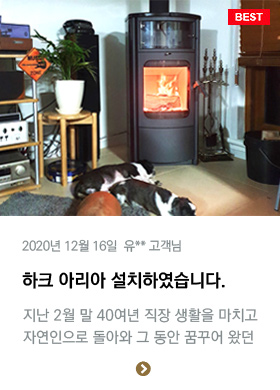 BEST
2020년 12월 16일 유** 고객님
하크 아리아 설치하였습니다.
지난 2월 말 40여년 직장 생활을 마치고
자연인으로 돌아와 그 동안 꿈꾸어 왔던